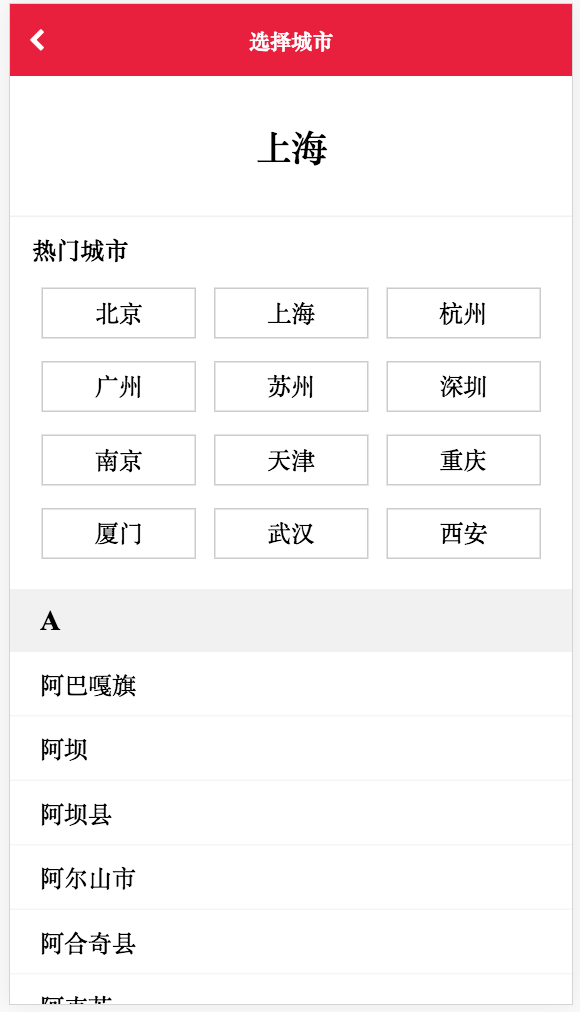 选择城市
上海
热门城市
北京 上海 杭州
广州 苏州 深圳
南京 天津 重庆
厦门 武汉 西安
A
阿巴嘎旗
阿坝
阿坝县
阿尔山市
阿合奇县